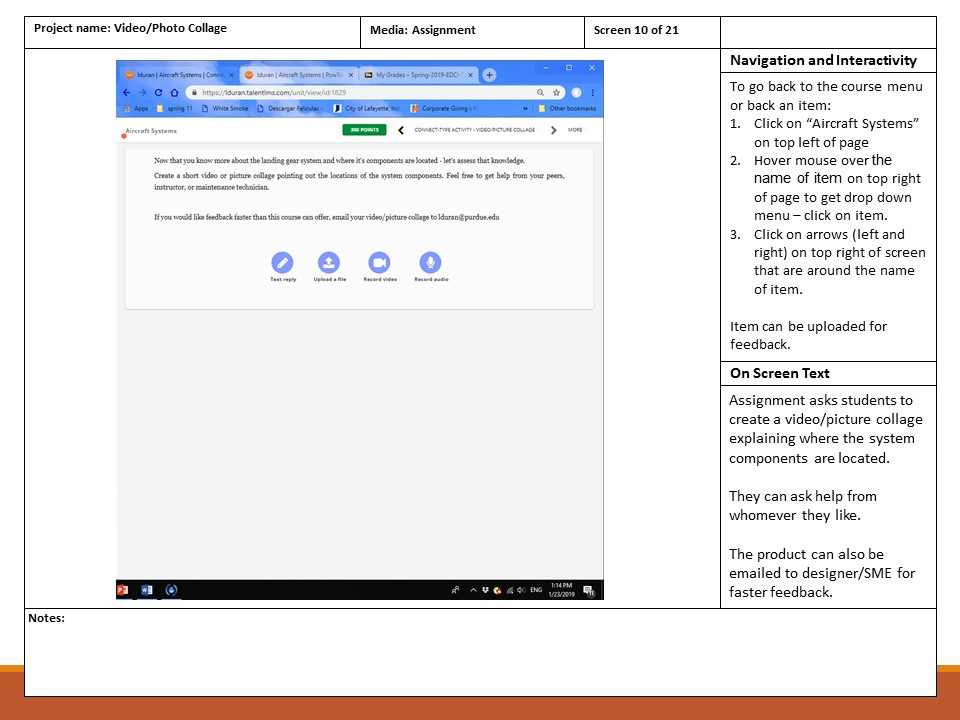 Project name: Video/Photo Collage
Media: Assignment
Screen 10 of 21
lduran | Aircraft Systems | Conne
lduran | Aircraft Systems | PowTo
My Grades – Spring-2019-EDCI-
https://lduran.talentlms.com/unit/view/id:1829
Apps
spring 11
White Smoke
Descargar Peliculas
City of Lafayette, Ind
Corporate Giving
Other bookmarks
Aircraft Systems
300 POINTS
CONNECT-TYPE ACTIVITY - VIDEO/PICTURE COLLAGE
MORE
Now that you know more about the landing gear system and where it's components are located - let's assess that knowledge.
Create a short video or picture collage pointing out the locations of the system components. Feel free to get help from your peers,
instructor, or maintenance technician.
If you would like feedback faster than this course can offer, email your video/picture collage to lduran@purdue.edu
Text reply
Upload a file
Record video
Record audio
ENG
1:14 PM
1/23/2019
Navigation and Interactivity
To go back to the course menu
or back an item:
1. Click on “Aircraft Systems”
on top left of page
2. Hover mouse over the
name of item on top right
of page to get drop down
menu – click on item.
3. Click on arrows (left and
right) on top right of screen
that are around the name
of item.
Item can be uploaded for
feedback.
On Screen Text
Assignment asks students to
create a video/picture collage
explaining where the system
components are located.
They can ask help from
whomever they like.
The product can also be
emailed to designer/SME for
faster feedback.
Notes: